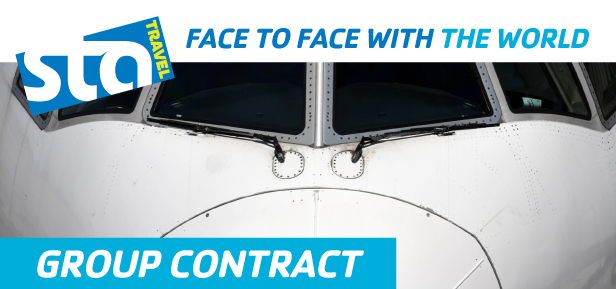 sta
TRAVEL
FACE TO FACE WITH THE WORLD
GROUP CONTRACT